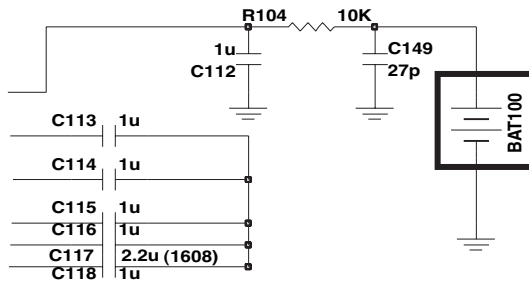 R104 10K
1u
C112
C149
27p
BAT100
C113 1u
C114 1u
C115 1u
C116 1u
C117 2.2u (1608)
C118 1u